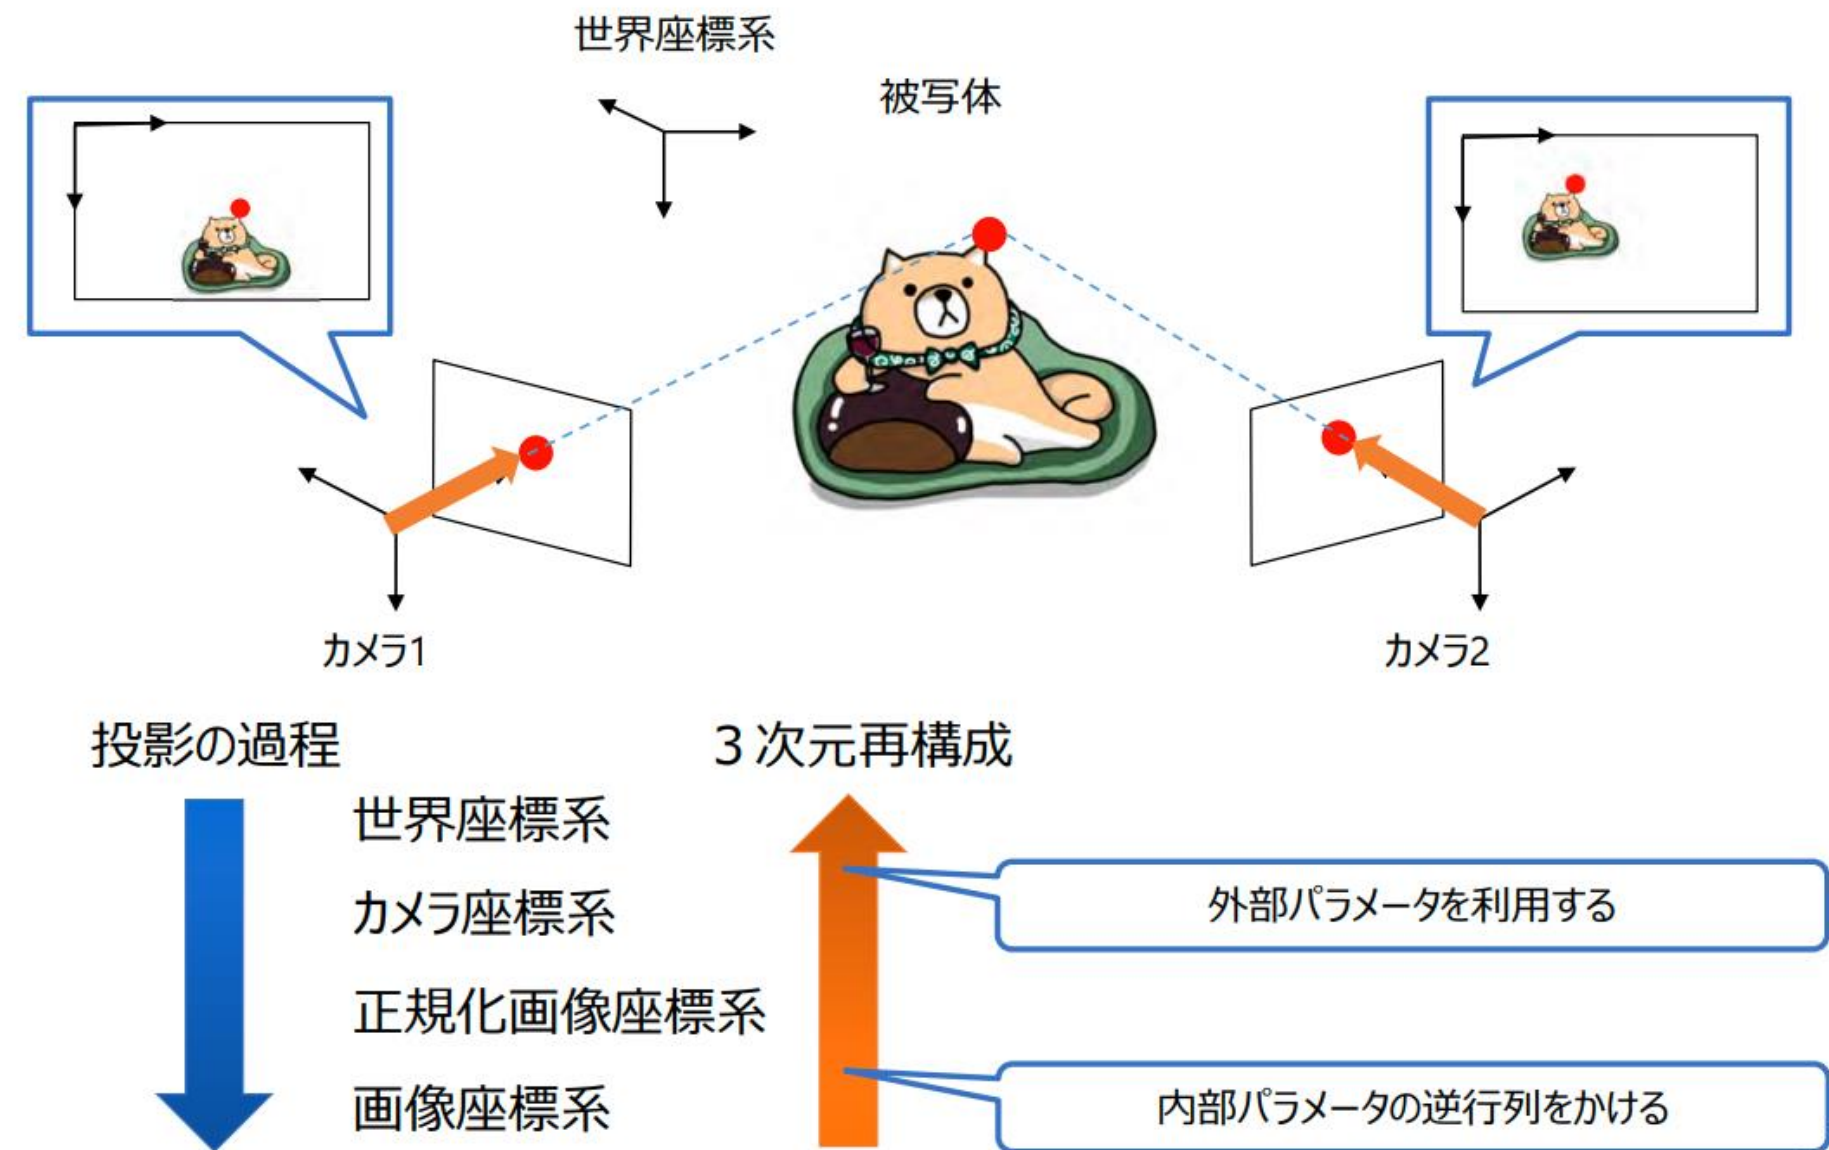 世界座標系
被写体
カメラ1
カメラ2
投影の過程
３次元再構成
世界座標系
カメラ座標系
正規化画像座標系
画像座標系
外部パラメータを利用する
内部パラメータの逆行列をかける